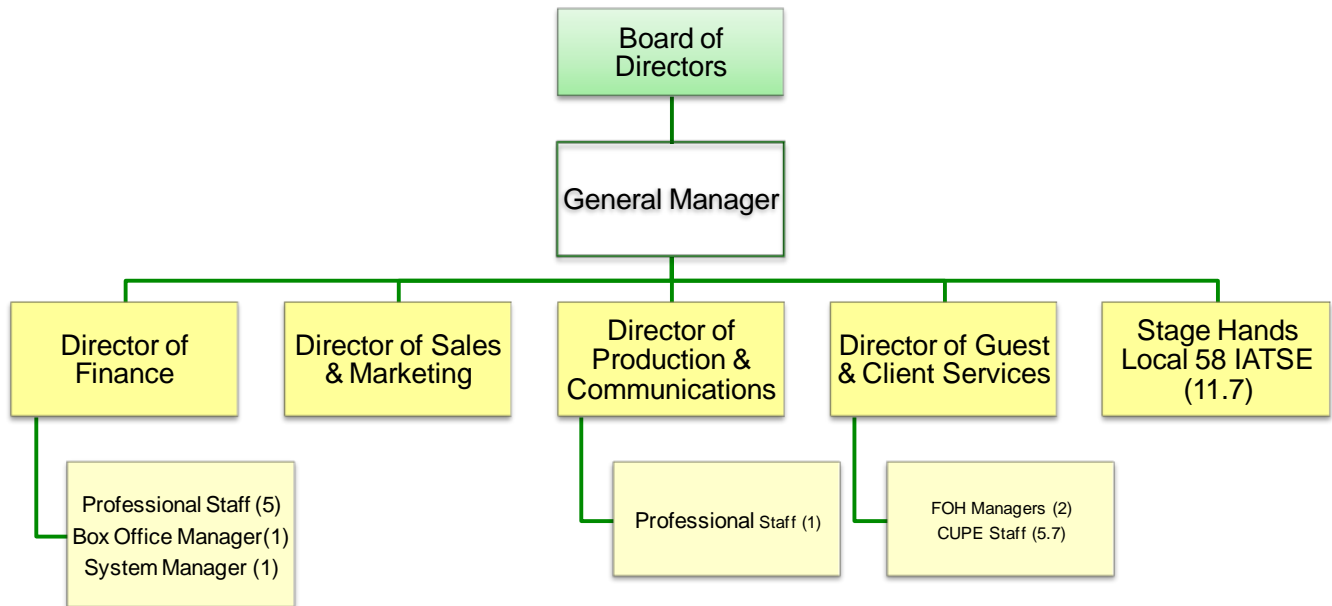 Board of
Directors
General Manager
Director of
Finance
Director of Sales
& Marketing
Director of
Production &
Communications
Director of Guest
& Client Services
Stage Hands
Local 58 IATSE
(11.7)
Professional Staff (5)
Box Office Manager(1)
System Manager (1)
Professional Staff (1)
FOH Managers (2)
CUPE Staff (5.7)